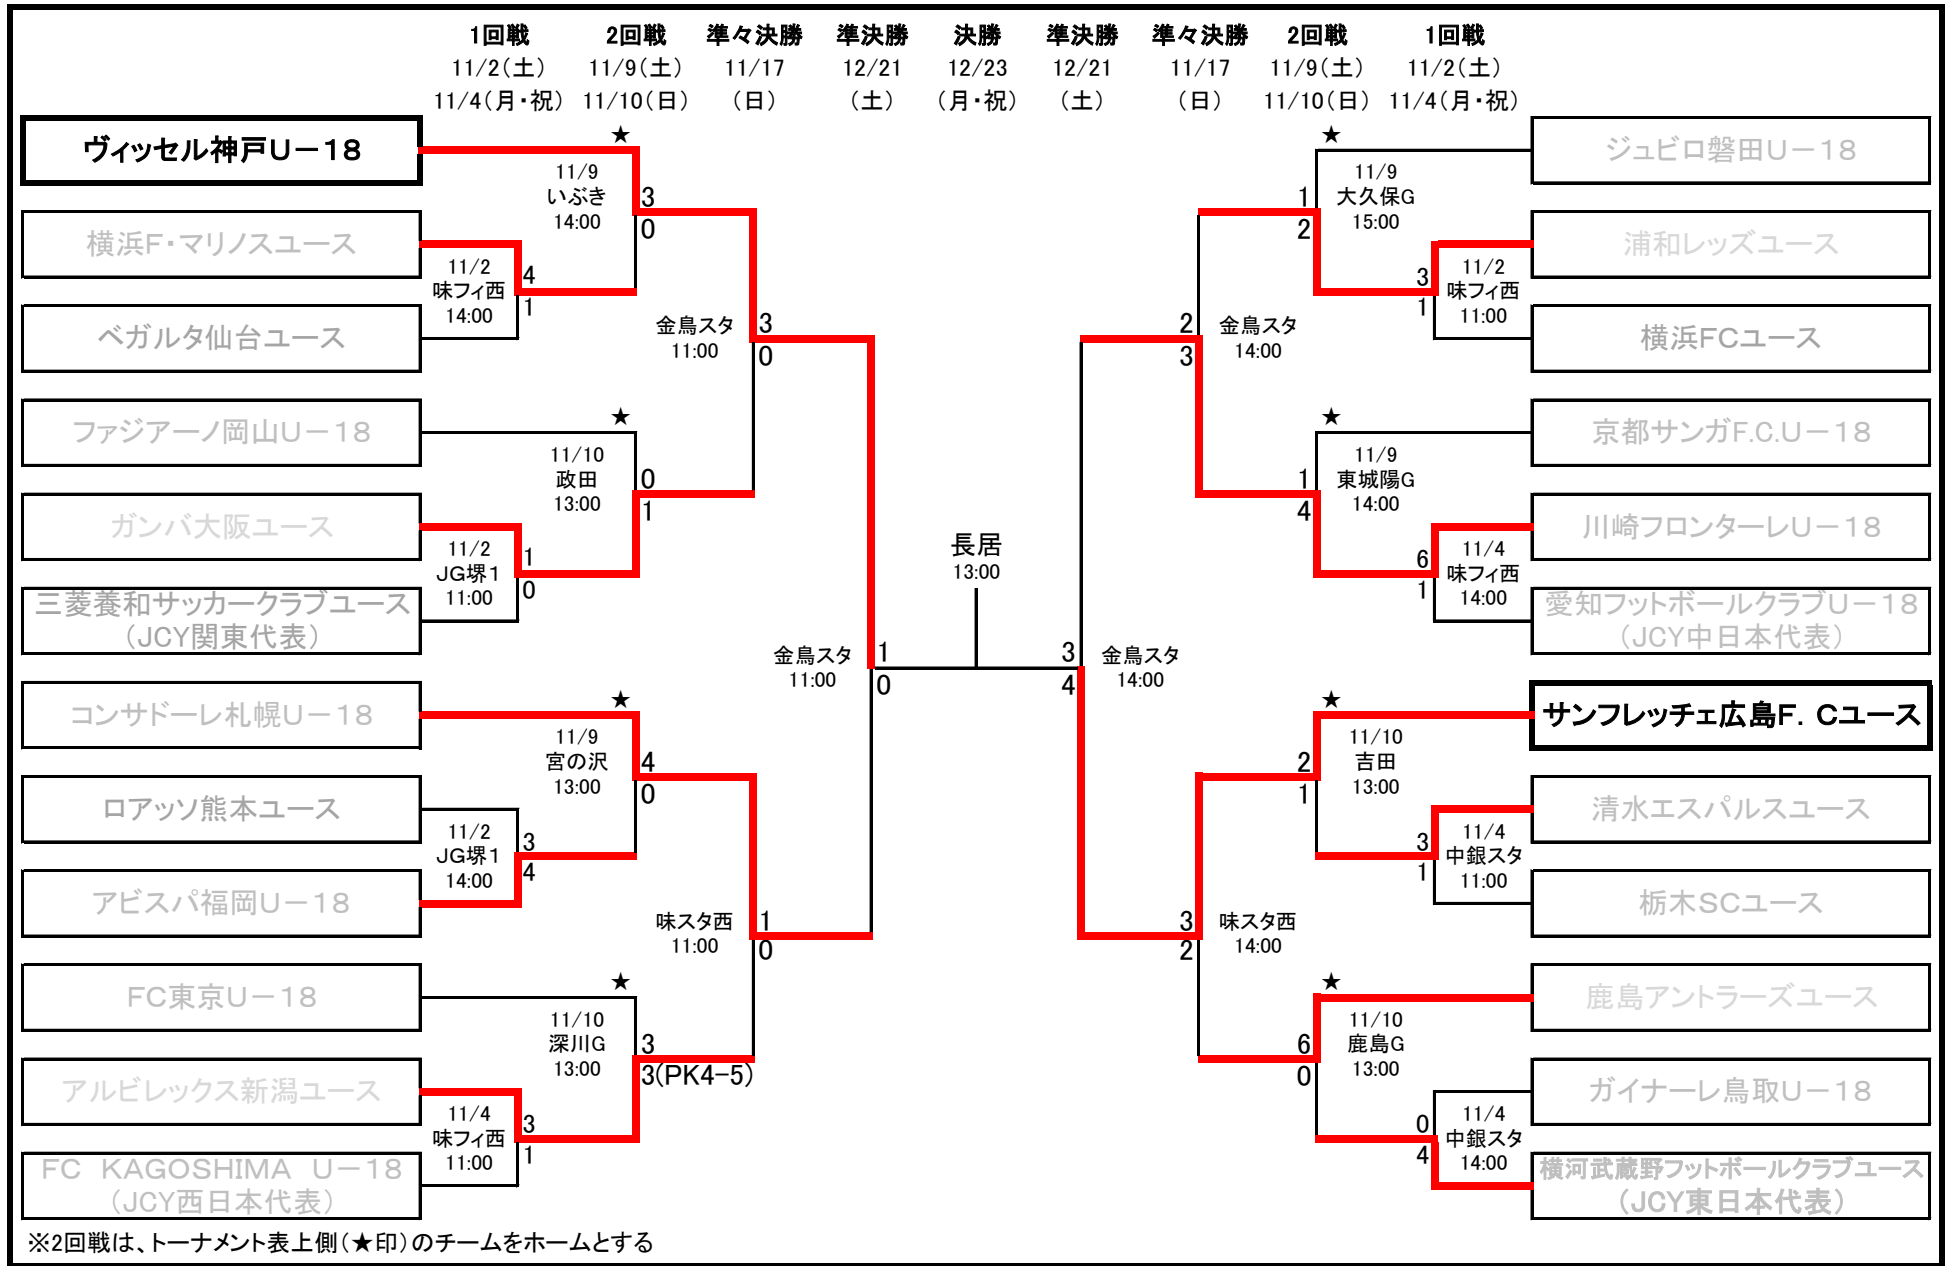 1回戦 2回戦 準々決勝 準決勝 決勝 準決勝 準々決勝 2回戦 1回戦
11/2(土) 11/9(土) 11/17 12/21 12/23 12/21 11/17 11/9(土) 11/2(土)
11/4(月・祝) 11/10(日) (日) (土) (月・祝) (土) (日) 11/10(日) 11/4(月・祝)
ヴィッセル神戸U-18
★
11/9
いぶき
14:00
3
0
横浜F・マリノスユース
11/2
味フィ西
14:00
4
1
ベガルタ仙台ユース
金鳥スタ
11:00
3
0
ファジアーノ岡山U-18
★
11/10
政田
13:00
0
1
ガンバ大阪ユース
11/2
JG堺1
11:00
1
0
三菱養和サッカークラブユース
(JCY関東代表)
金鳥スタ
11:00
1
0
コンサドーレ札幌U-18
★
11/9
宮の沢
13:00
4
0
ロアッソ熊本ユース
11/2
JG堺1
14:00
3
4
アビスパ福岡U-18
味スタ西
11:00
1
0
FC東京U-18
★
11/10
深川G
13:00
3
3(PK4-5)
アルビレックス新潟ユース
11/4
味フィ西
11:00
3
1
FC KAGOSHIMA U-18
(JCY西日本代表)
長居
13:00
★
ジュビロ磐田U-18
11/9
大久保G
15:00
1
2
浦和レッズユース
11/2
味フィ西
11:00
3
1
横浜FCユース
金鳥スタ
14:00
2
3
★
京都サンガF.C.U-18
11/9
東城陽G
14:00
1
4
川崎フロンターレU-18
11/4
味フィ西
14:00
6
1
愛知フットボールクラブU-18
(JCY中日本代表)
金鳥スタ
14:00
3
4
★
サンフレッチェ広島F.Cユース
11/10
吉田
13:00
2
1
清水エスパルスユース
11/4
中銀スタ
11:00
3
1
栃木SCユース
味スタ西
14:00
3
2
★
鹿島アントラーズユース
11/10
鹿島G
13:00
6
0
ガイナーレ鳥取U-18
11/4
中銀スタ
14:00
0
4
横河武蔵野フットボールクラブユース
(JCY東日本代表)
※2回戦は、トーナメント表上側(★印)のチームをホームとする